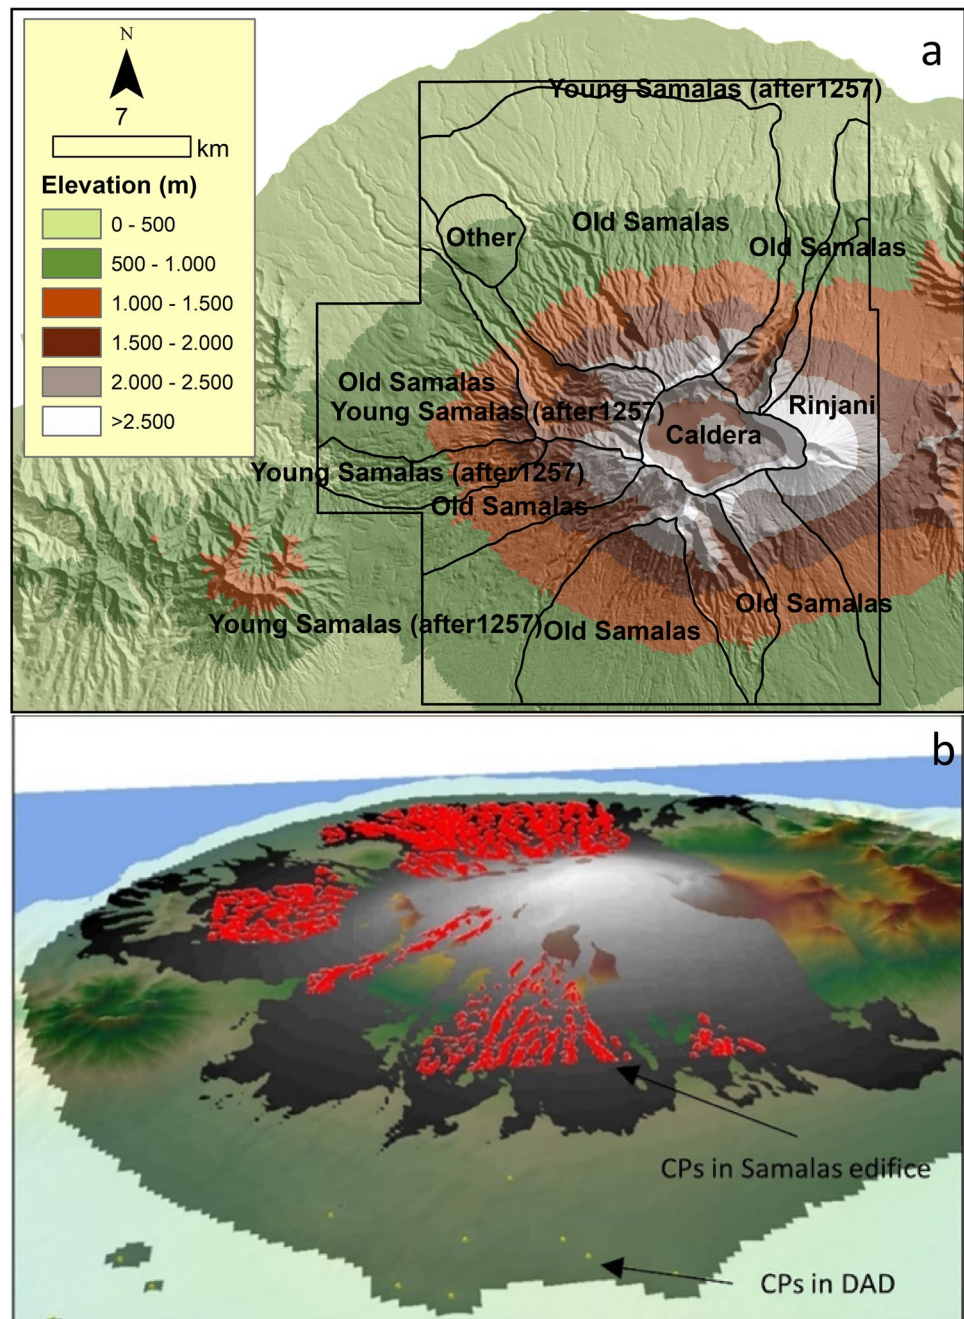 a
N
7
km
Elevation (m)
0 - 500
500 - 1.000
1.000 - 1.500
1.500 - 2.000
2.000 - 2.500
>2.500
Young Samalas (after1257)
Old Samalas
Other
Old Samalas
Old Samalas
Young Samalas (after1257)
Rinjani
Caldera
Young Samalas (after1257)
Old Samalas
Old Samalas
Young Samalas (after1257)
Old Samalas
b
CPs in Samalas edifice
CPs in DAD